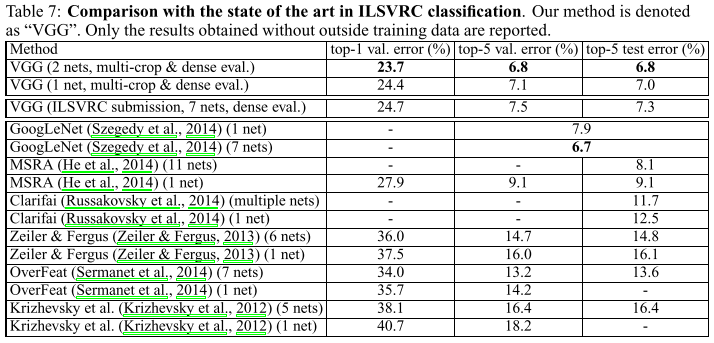 Table 7: Comparison with the state of the art in ILSVRC classification. Our method is denoted
as “VGG”. Only the results obtained without outside training data are reported.
Method top-1 val. error (%) top-5 val. error (%) top-5 test error (%)
VGG (2 nets, multi-crop & dense eval.) 23.7 6.8 6.8
VGG (1 net, multi-crop & dense eval.) 24.4 7.1 7.0
VGG (ILSVRC submission, 7 nets, dense eval.) 24.7 7.5 7.3
GoogLeNet (Szegedy et al., 2014) (1 net) - 7.9
GoogLeNet (Szegedy et al., 2014) (7 nets) - 6.7
MSRA (He et al., 2014) (11 nets) - - 8.1
MSRA (He et al., 2014) (1 net) 27.9 9.1 9.1
Clarifai (Russakovsky et al., 2014) (multiple nets) - - 11.7
Clarifai (Russakovsky et al., 2014) (1 net) - - 12.5
Zeiler & Fergus (Zeiler & Fergus, 2013) (6 nets) 36.0 14.7 14.8
Zeiler & Fergus (Zeiler & Fergus, 2013) (1 net) 37.5 16.0 16.1
OverFeat (Sermanet et al., 2014) (7 nets) 34.0 13.2 13.6
OverFeat (Sermanet et al., 2014) (1 net) 35.7 14.2 -
Krizhevsky et al. (Krizhevsky et al., 2012) (5 nets) 38.1 16.4 16.4
Krizhevsky et al. (Krizhevsky et al., 2012) (1 net) 40.7 18.2 -